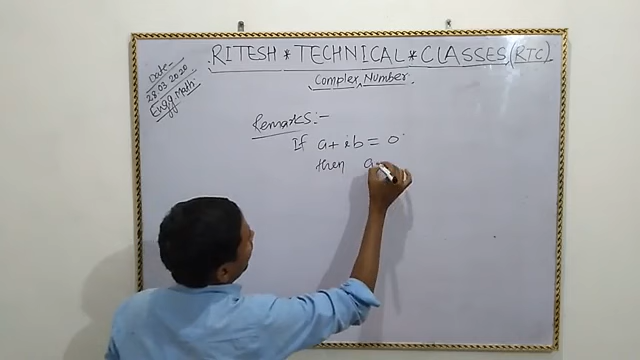 RITESH * TECHNICAL * CLASSES, (RTC)
Complex Number
Date-
28.03.2020
Engg Math
Remarks:-
If a + ib = 0
then a